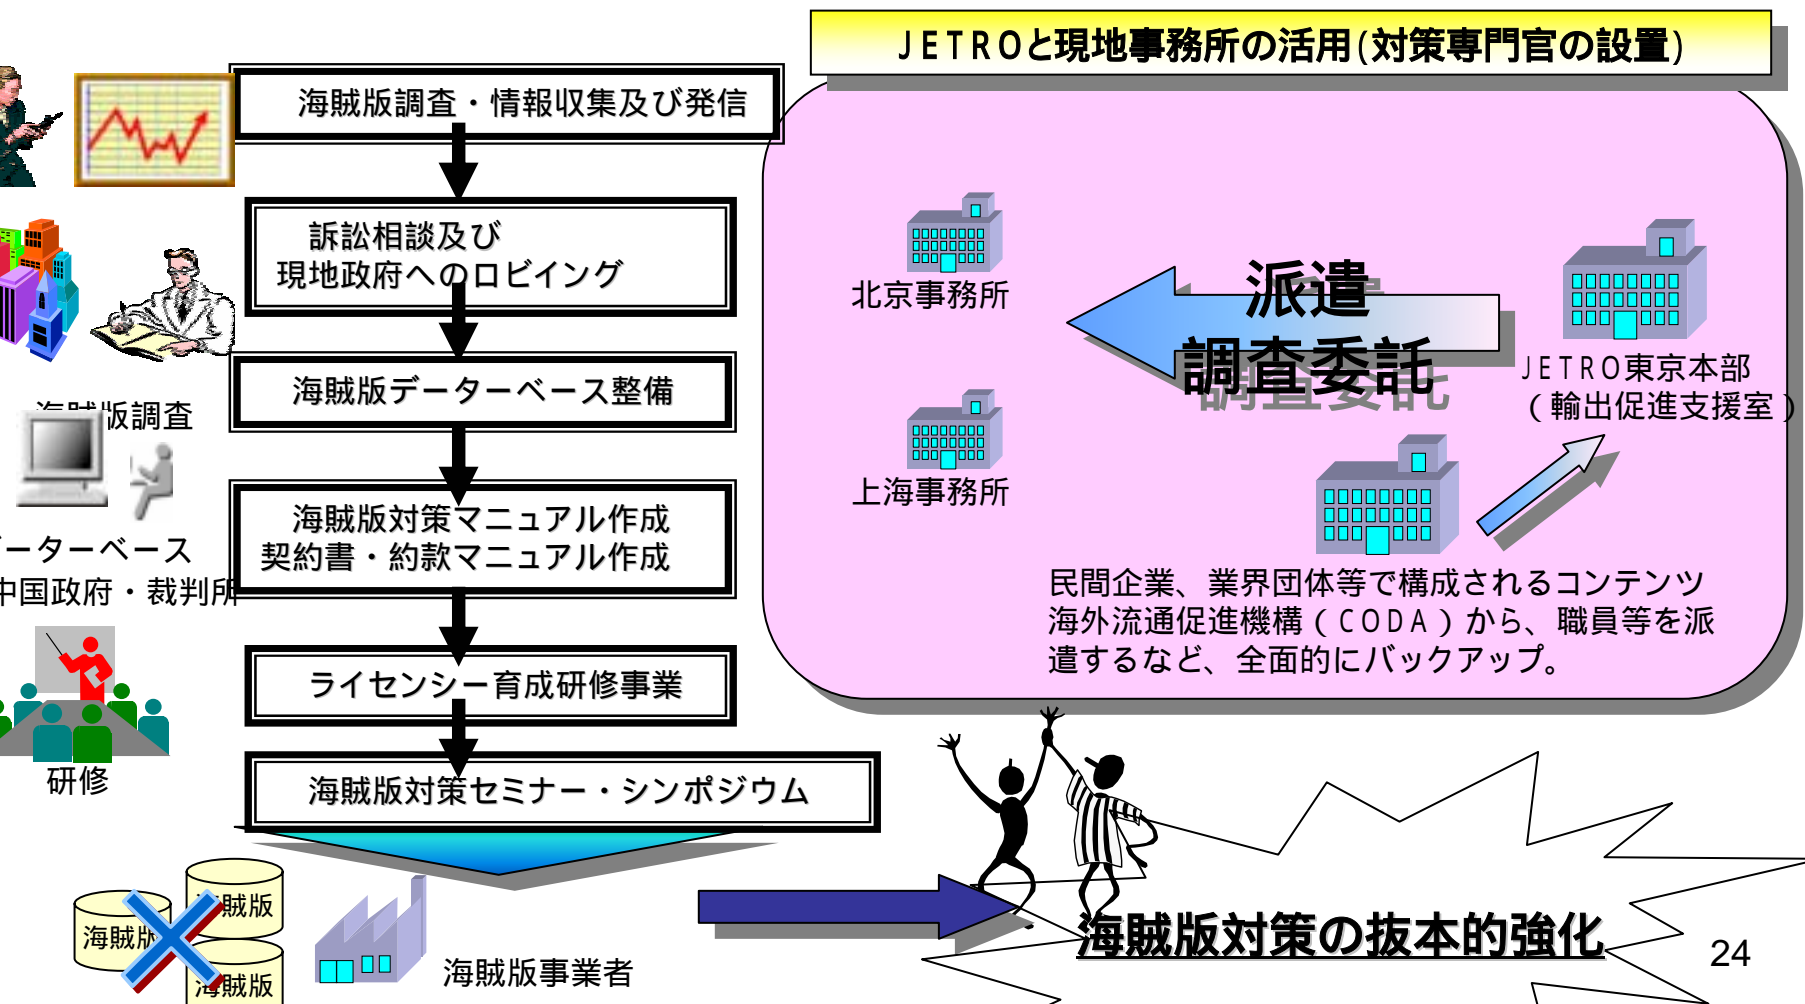 JETROと現地事務所の活用(対策専門官の設置)
海賊版調査・情報収集及び発信
訴訟相談及び
現地政府へのロビイング
海賊版データーベース整備
海賊版対策マニュアル作成
契約書・約款マニュアル作成
ライセンシー育成研修事業
海賊版対策セミナー・シンポジウム
海賊版調査
ーターベース
中国政府・裁判所
研修
北京事務所
上海事務所
派遣
調査委託
JETRO東京本部
(輸出促進支援室)
民間企業、業界団体等で構成されるコンテンツ
海外流通促進機構(CODA)から、職員等を派
遣するなど、全面的にバックアップ。
海賊版
海賊版
海賊版
海賊版事業者
海賊版対策の抜本的強化
24